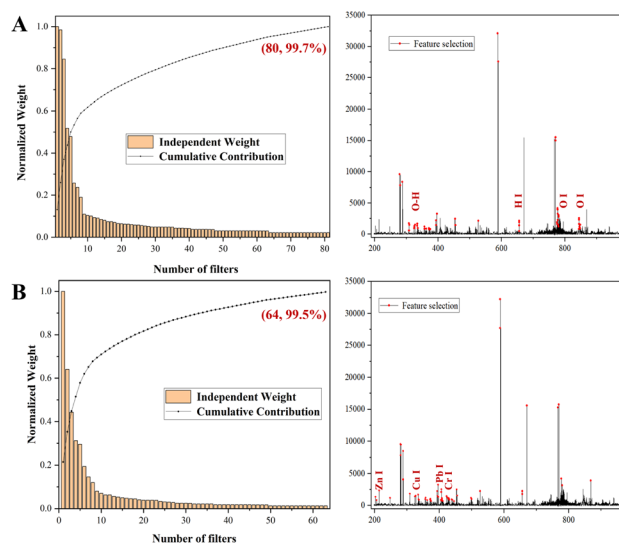 A
(80, 99.7%)
Independent Weight
Cumulative Contribution
Normalized Weight
1.0
0.8
0.6
0.4
0.2
0.0
10 20 30 40 50 60 70 80
Number of filters
35000
30000
25000
20000
15000
10000
5000
0
Feature selection
O-H
H I
O I
O I
200 400 600 800
B
(64, 99.5%)
Independent Weight
Cumulative Contribution
Normalized Weight
1.0
0.8
0.6
0.4
0.2
0.0
0 10 20 30 40 50 60
Number of filters
35000
30000
25000
20000
15000
10000
5000
0
Feature selection
Zn I
Cu I
Pb I
Cr I
200 400 600 800